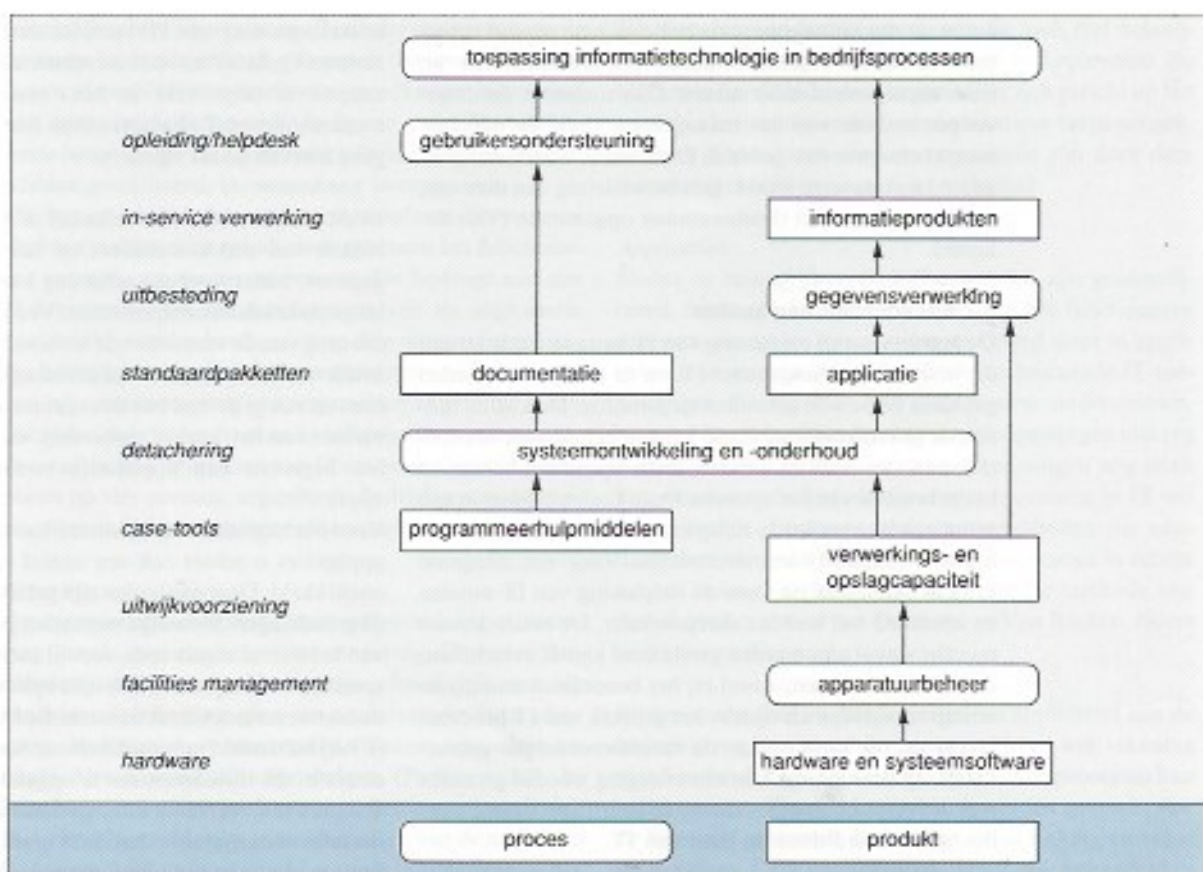 toepassing informatietechnologie in bedrijfsprocessen
opleiding/helpdesk
gebruikersondersteuning
in-service verwerking
informatieprodukten
uitbesteding
gegevensverwerking
standaardpakketten
documentatie
applicatie
detachering
systeemontwikkeling en -onderhoud
case-tools
programmeerhulpmiddelen
verwerkings- en
opslagcapaciteit
uitwijkvoorziening
facilities management
apparatuurbeheer
hardware
hardware en systeemsoftware
proces
produkt